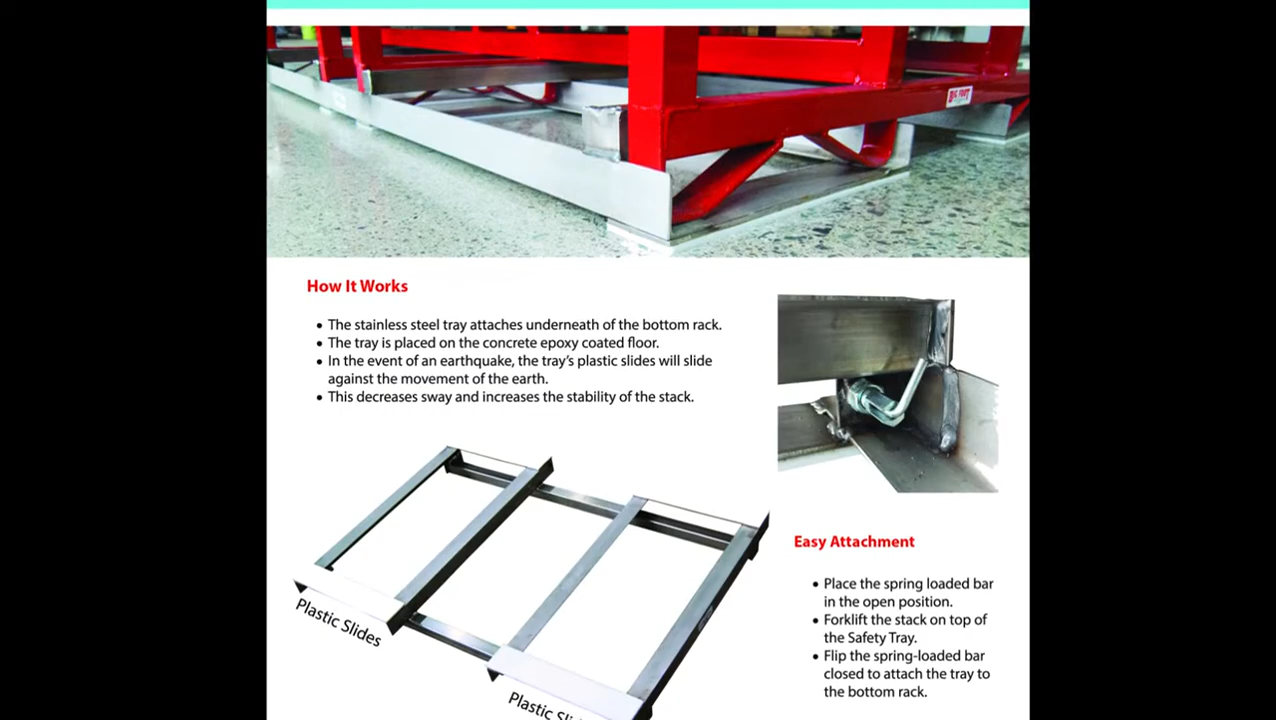 BIG FOOT
How It Works
• The stainless steel tray attaches underneath of the bottom rack.
• The tray is placed on the concrete epoxy coated floor.
• In the event of an earthquake, the tray's plastic slides will slide
against the movement of the earth.
• This decreases sway and increases the stability of the stack.
Plastic Slides
Plastic
Easy Attachment
• Place the spring loaded bar
in the open position.
• Forklift the stack on top of
the Safety Tray.
• Flip the spring-loaded bar
closed to attach the tray to
the bottom rack.